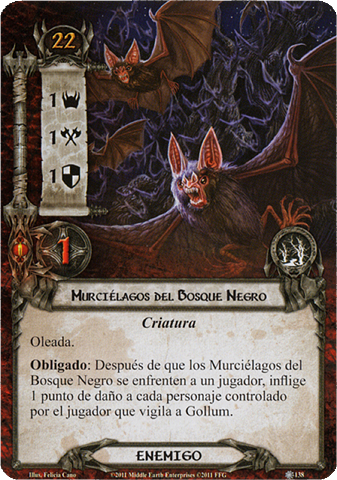 22
1
1
1
1
Murciélagos del Bosque Negro
Criatura
Oleada.
Obligado: Después de que los Murciélagos del
Bosque Negro se enfrenten a un jugador, inflige
1 punto de daño a cada personaje controlado
por el jugador que vigila a Gollum.
ENEMIGO
Illus. Felicia Cano ©2011 Middle Earth Enterprises ©2011 FFG 138